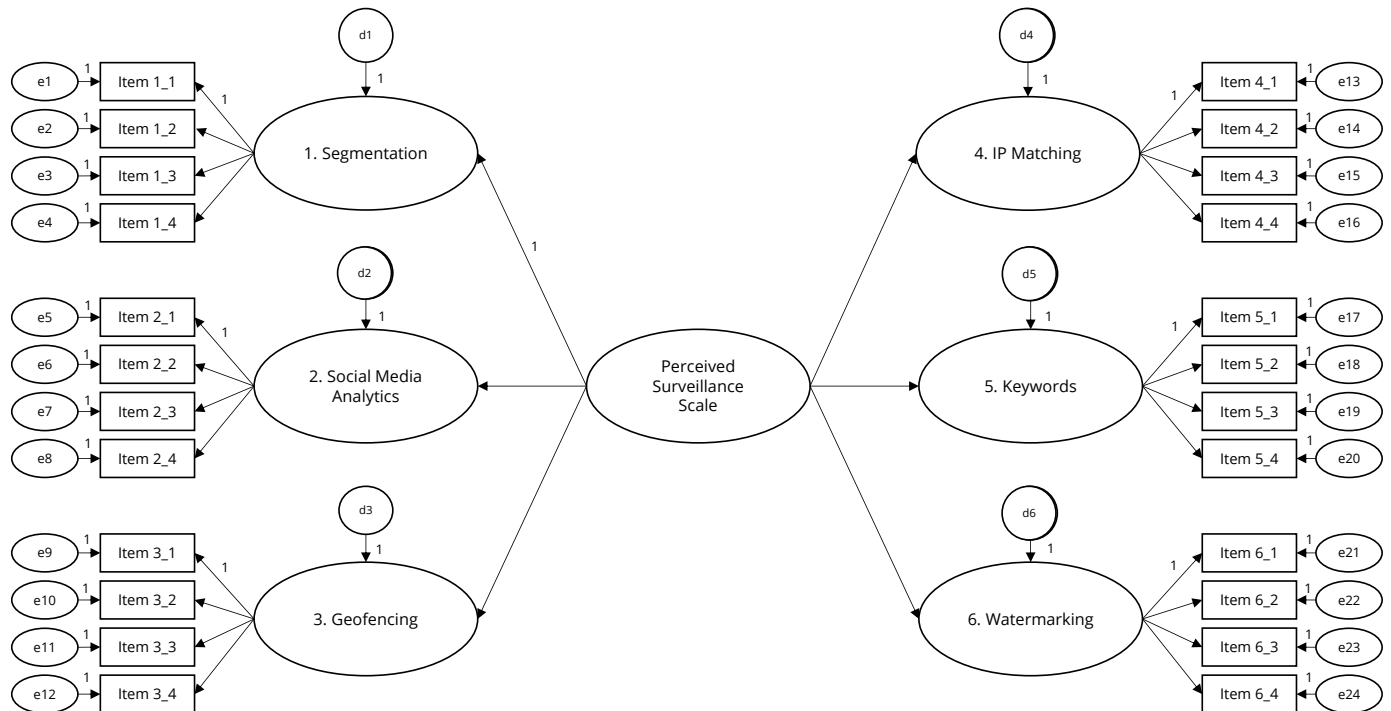 d1
1
e1
1
Item 1_1
1
e2
1
Item 1_2
e3
1
Item 1_3
e4
1
Item 1_4
1. Segmentation
d2
1
e5
1
Item 2_1
1
e6
1
Item 2_2
e7
1
Item 2_3
e8
1
Item 2_4
2. Social Media
Analytics
d3
1
e9
1
Item 3_1
1
e10
1
Item 3_2
e11
1
Item 3_3
e12
1
Item 3_4
3. Geofencing
1
Perceived
Surveillance
Scale
d4
1
4. IP Matching
1
Item 4_1
1
e13
Item 4_2
1
e14
Item 4_3
1
e15
Item 4_4
1
e16
d5
1
5. Keywords
1
Item 5_1
1
e17
Item 5_2
1
e18
Item 5_3
1
e19
Item 5_4
1
e20
d6
1
6. Watermarking
1
Item 6_1
1
e21
Item 6_2
1
e22
Item 6_3
1
e23
Item 6_4
1
e24